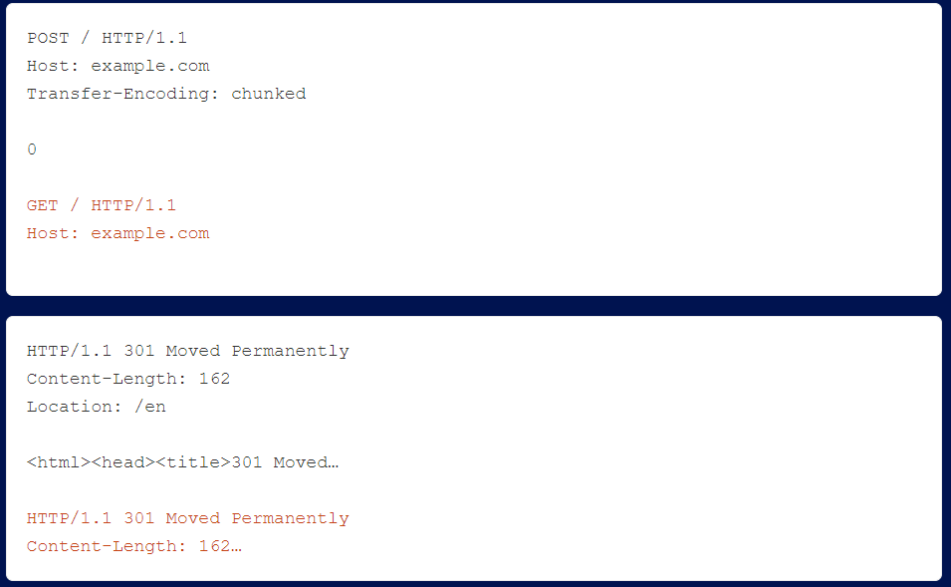 POST / HTTP/1.1
Host: example.com
Transfer-Encoding: chunked
0
GET / HTTP/1.1
Host: example.com
HTTP/1.1 301 Moved Permanently
Content-Length: 162
Location: /en
<html><head><title>301 Moved…
HTTP/1.1 301 Moved Permanently
Content-Length: 162…